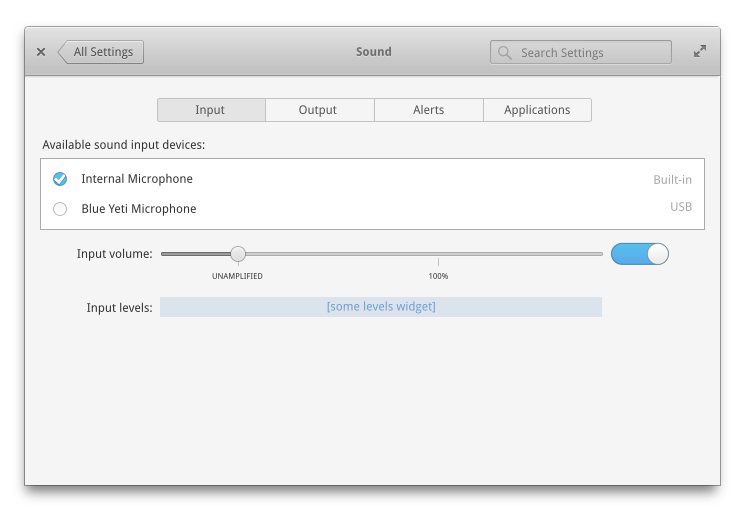 All Settings
Sound
Search Settings
Input
Output
Alerts
Applications
Available sound input devices:
Internal Microphone
Built-in
Blue Yeti Microphone
USB
Input volume:
UNAMPLIFIED
100%
Input levels:
[some levels widget]